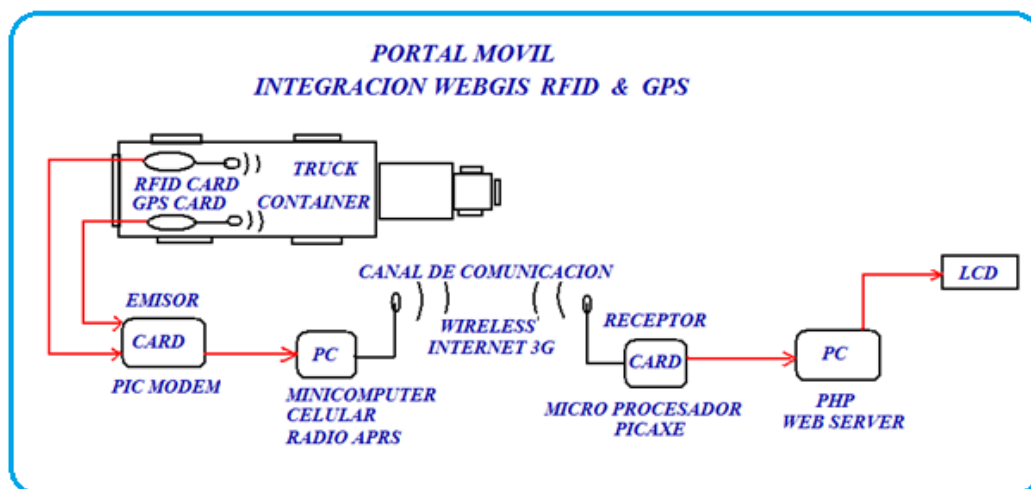 PORTAL MOVIL
INTEGRACION WEBGIS RFID & GPS
TRUCK
RFID CARD
GPS CARD
CONTAINER
CANAL DE COMUNICACION
LCD
EMISOR
CARD
PIC MODEM
PC
MINICOMPUTER
CELULAR
RADIO APRS
WIRELESS
INTERNET 3G
RECEPTOR
CARD
MICRO PROCESADOR
PICAXE
PC
PHP
WEB SERVER